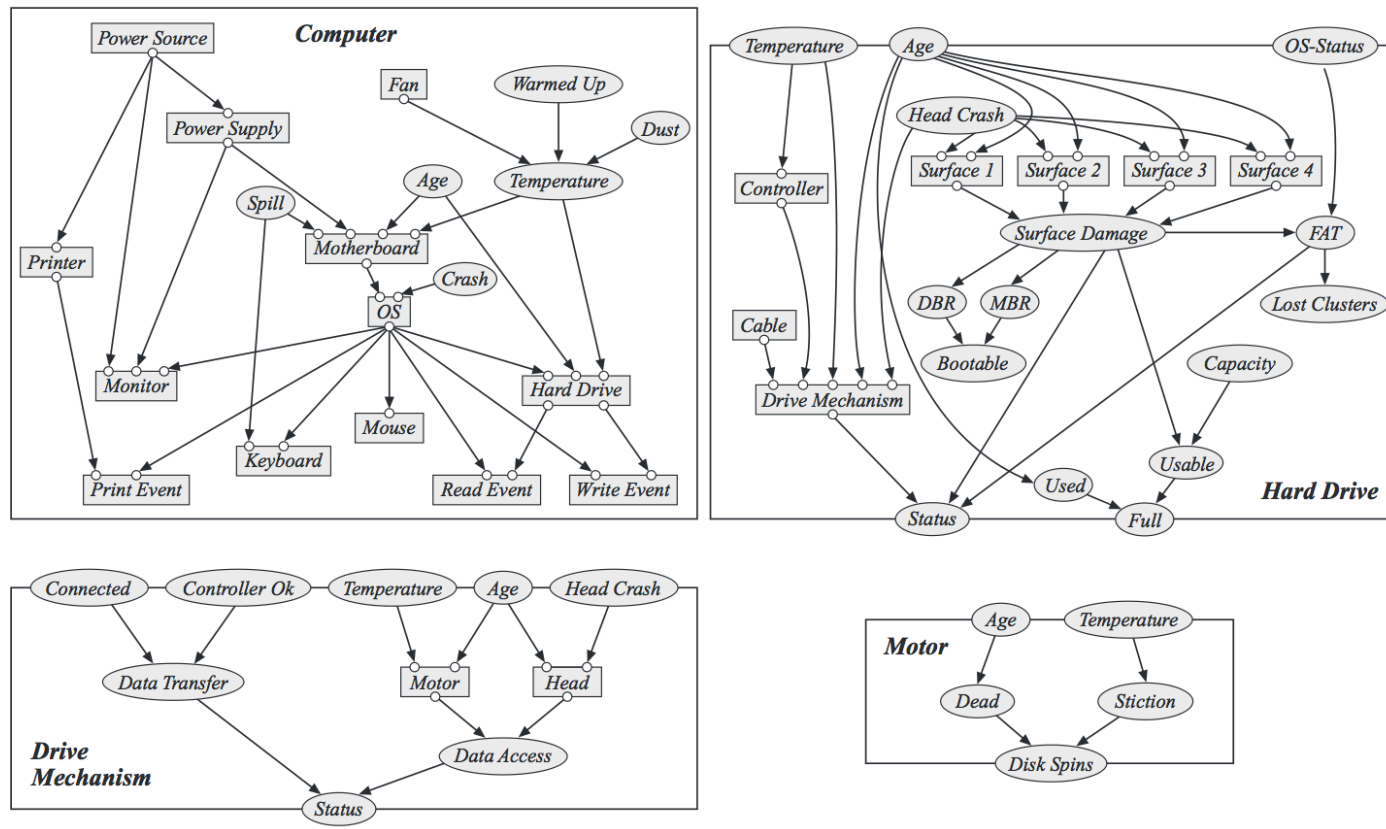 Computer
Power Source
Fan
Warmed Up
Power Supply
Dust
Age
Temperature
Spill
Motherboard
Printer
Crash
OS
Monitor
Hard Drive
Mouse
Keyboard
Print Event
Read Event
Write Event
Temperature
Age
OS-Status
Head Crash
Surface 1
Surface 2
Surface 3
Surface 4
Controller
Surface Damage
FAT
DBR
MBR
Lost Clusters
Cable
Bootable
Capacity
Drive Mechanism
Usable
Used
Hard Drive
Status
Full
Connected
Controller Ok
Temperature
Age
Head Crash
Data Transfer
Motor
Head
Data Access
Drive
Mechanism
Status
Age
Temperature
Motor
Dead
Stiction
Disk Spins